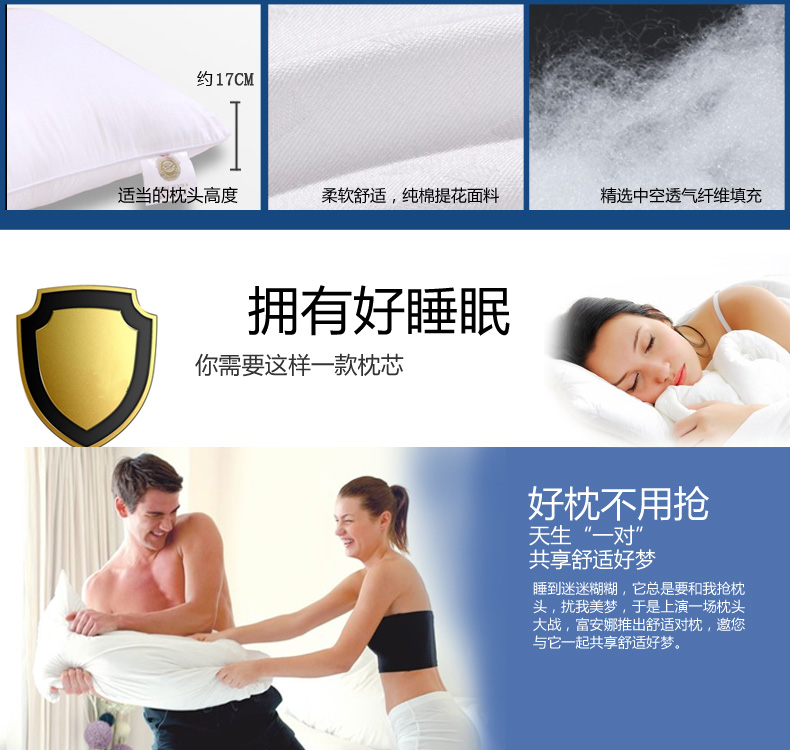 约17CM
适当的枕头高度
柔软舒适，纯棉提花面料
精选中空透气纤维填充
拥有好睡眠
你需要这样一款枕芯
好枕不用抢
天生“一对”
共享舒适好梦
睡到迷迷糊糊，它总是要和我抢枕
头，扰我美梦，于是上演一场枕头
大战，富安娜推出舒适对枕，邀您
与它一起共享舒适好梦。